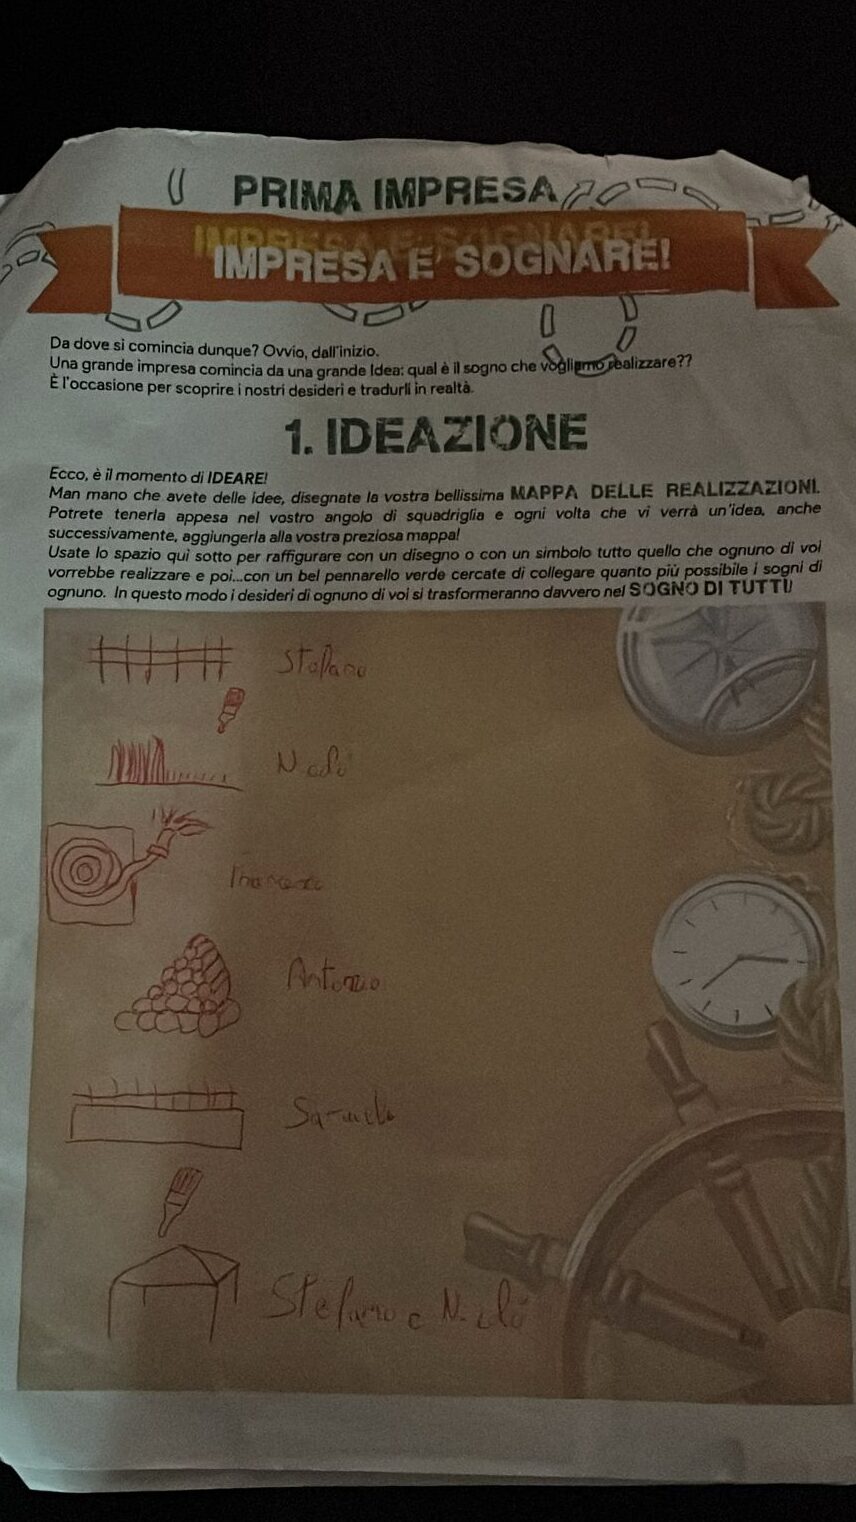 PRIMA IMPRESA
IMPRESA E' SOGNARE!
Da dove si comincia dunque? Ovvio, dall'inizio.
Una grande impresa comincia da una grande Idea: qual è il sogno che vogliamo realizzare??
È l'occasione per scoprire i nostri desideri e tradurli in realtà.
1. IDEAZIONE
Ecco, è il momento di IDEARE!
Man mano che avete delle idee, disegnate la vostra bellissima MAPPA DELLE REALIZZAZIONI.
Potrete tenerla appesa nel vostro angolo di squadriglia e ogni volta che vi verrà un'idea, anche
successivamente, aggiungerla alla vostra preziosa mappa!
Usate lo spazio quì sotto per raffigurare con un disegno o con un simbolo tutto quello che ognuno di voi
vorrebbe realizzare e poi...con un bel pennarello verde cercate di collegare quanto più possibile i sogni di
ognuno. In questo modo i desideri di ognuno di voi si trasformeranno davvero nel SOGNO DI TUTTI!
Stefano
Nicolò
Francesco
Antonio
Samuele
Stefano e Nicolò